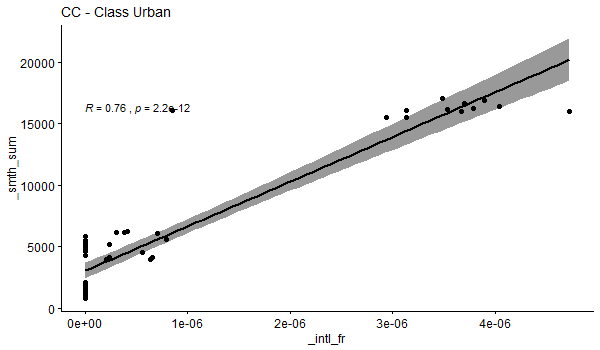 CC - Class Urban
20000
R = 0.76 , p = 2.2e-12
15000
_smth_sum
10000
5000
0
0e+00 1e-06 2e-06 3e-06 4e-06
_intl_fr